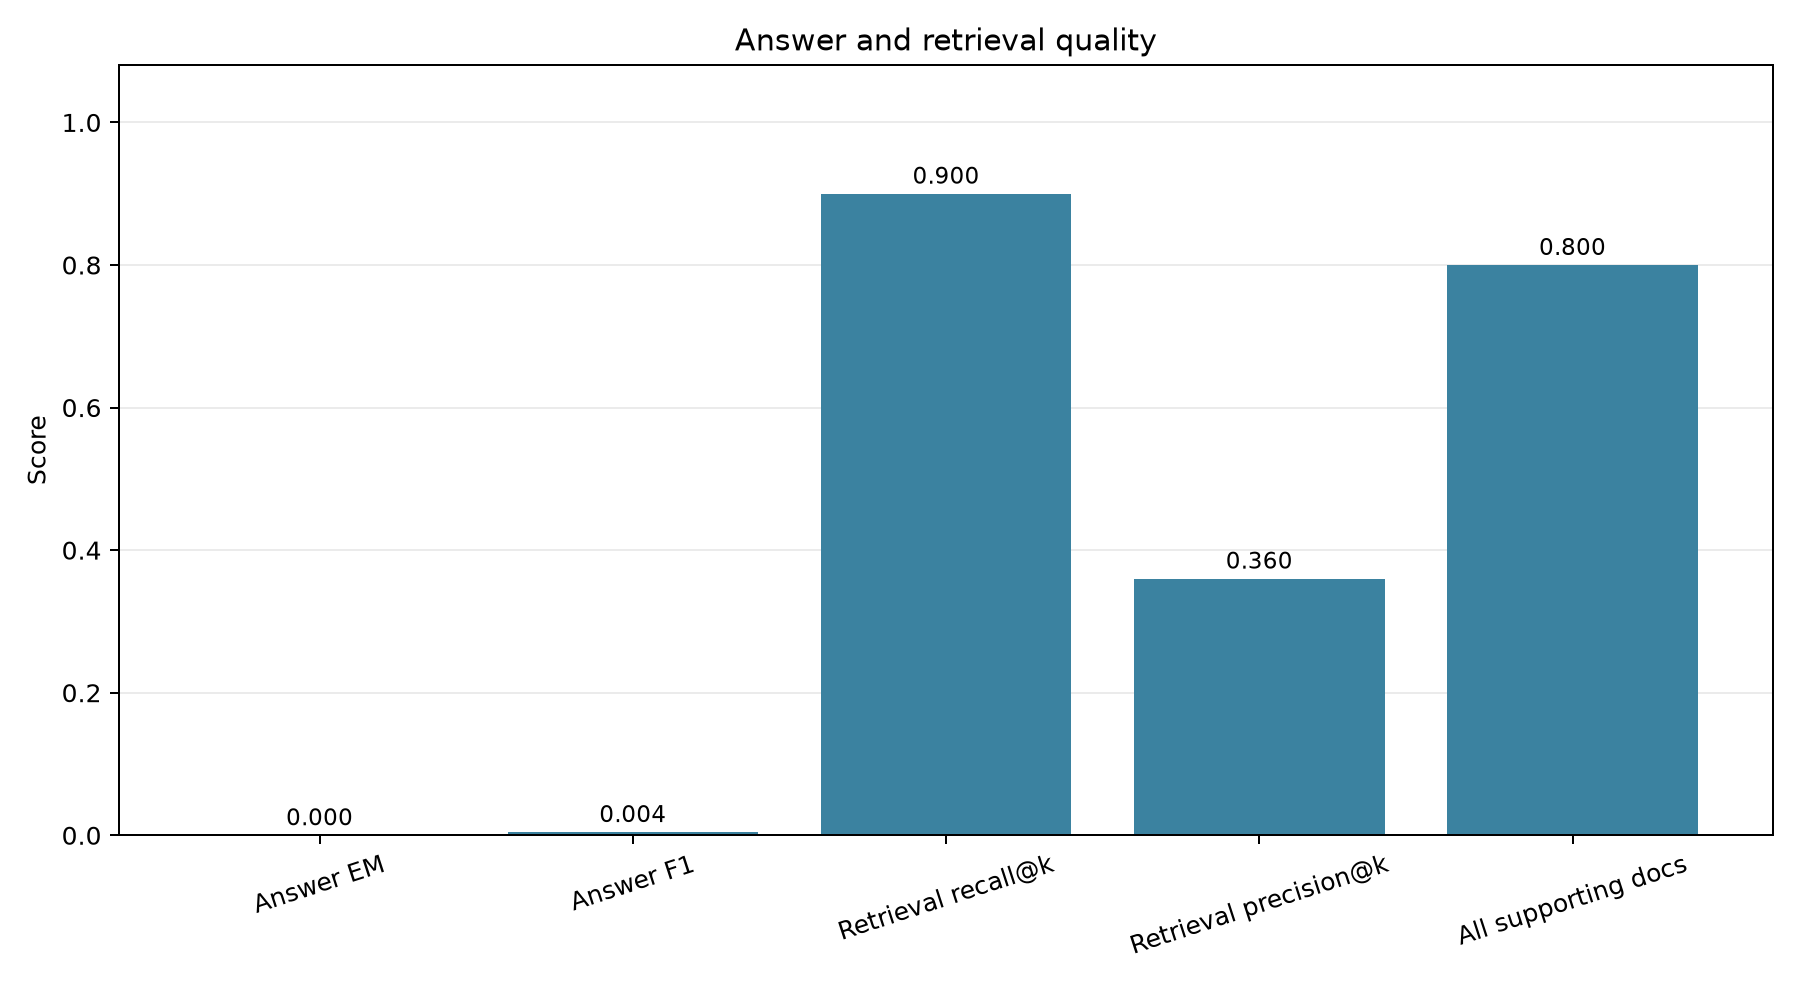 Answer and retrieval quality
Score
1.0
0.8
0.6
0.4
0.2
0.0
0.000
0.004
0.900
0.360
0.800
Answer EM
Answer F1
Retrieval recall@k
Retrieval precision@k
All supporting docs